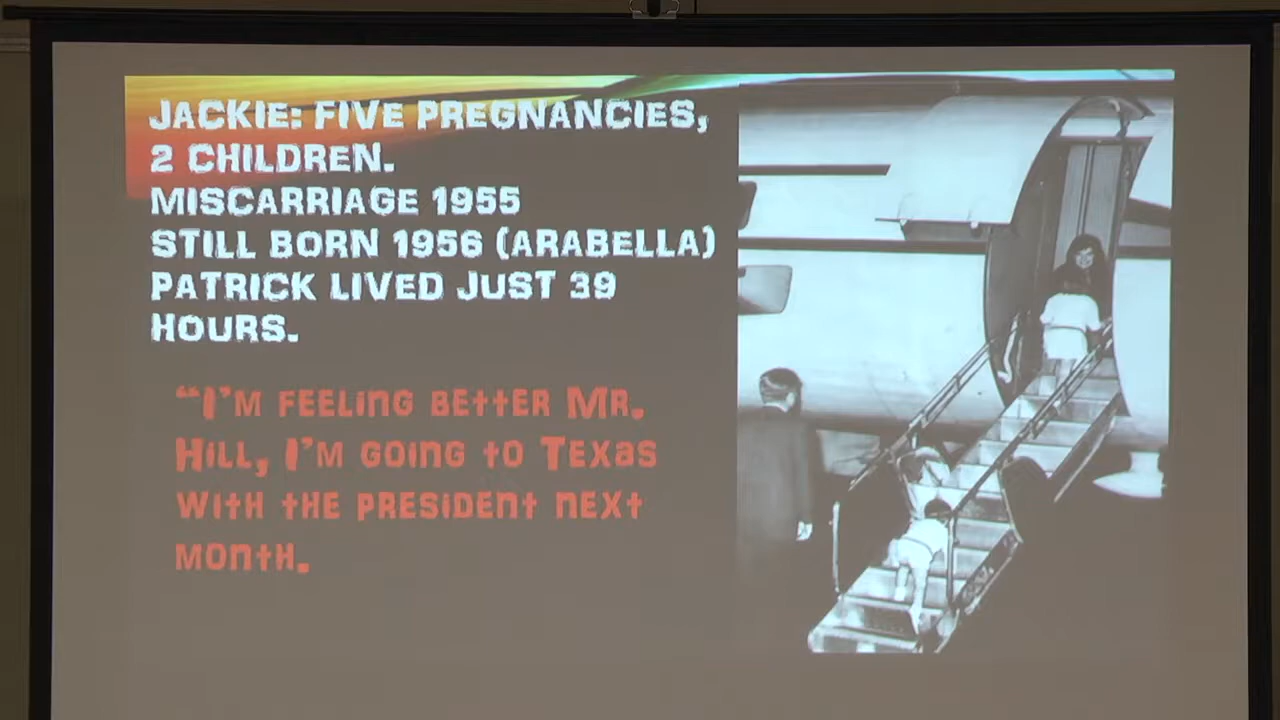 JACKIE: FIVE PREGNANCIES,
2 CHILDREN.
MISCARRIAGE 1955
STILL BORN 1956 (ARABELLA)
PATRICK LIVED JUST 39
HOURS.
“I’M FEELING BETTER MR.
HILL, I’M GOING TO TEXAS
WITH THE PRESIDENT NEXT
MONTH.